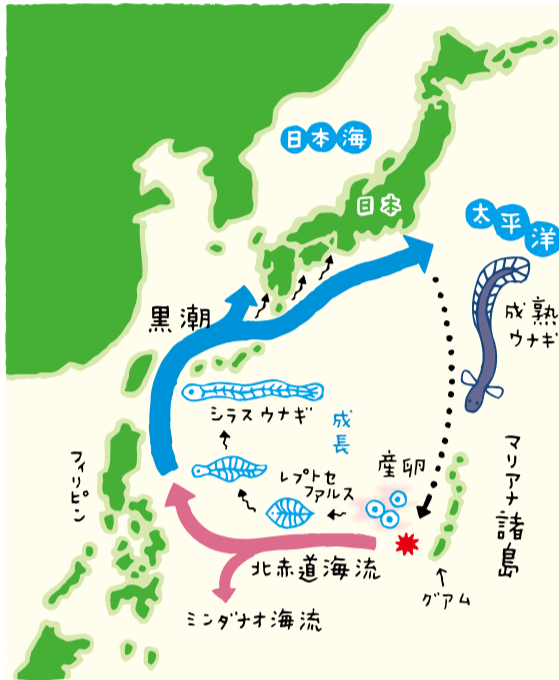 日本海
日本
太平洋
成熟
ウナギ
黒潮
シラスウナギ
成長
フィリピン
レプトセ
ファルス
産卵
マリアナ諸島
北赤道海流
グアム
ミンダナオ海流